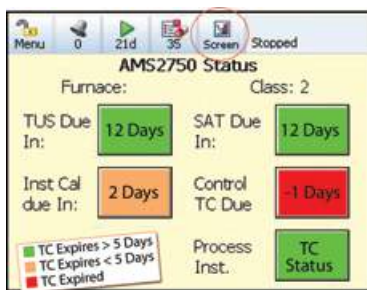 Menu 0 21d 35 Screen Stopped
AMS2750 Status
Furnace: Class: 2
TUS Due In: 12 Days SAT Due In: 12 Days
Inst Cal due In: 2 Days Control TC Due -1 Days
TC Expires > 5 Days
TC Expires < 5 Days
TC Expired
Process Inst. TC Status